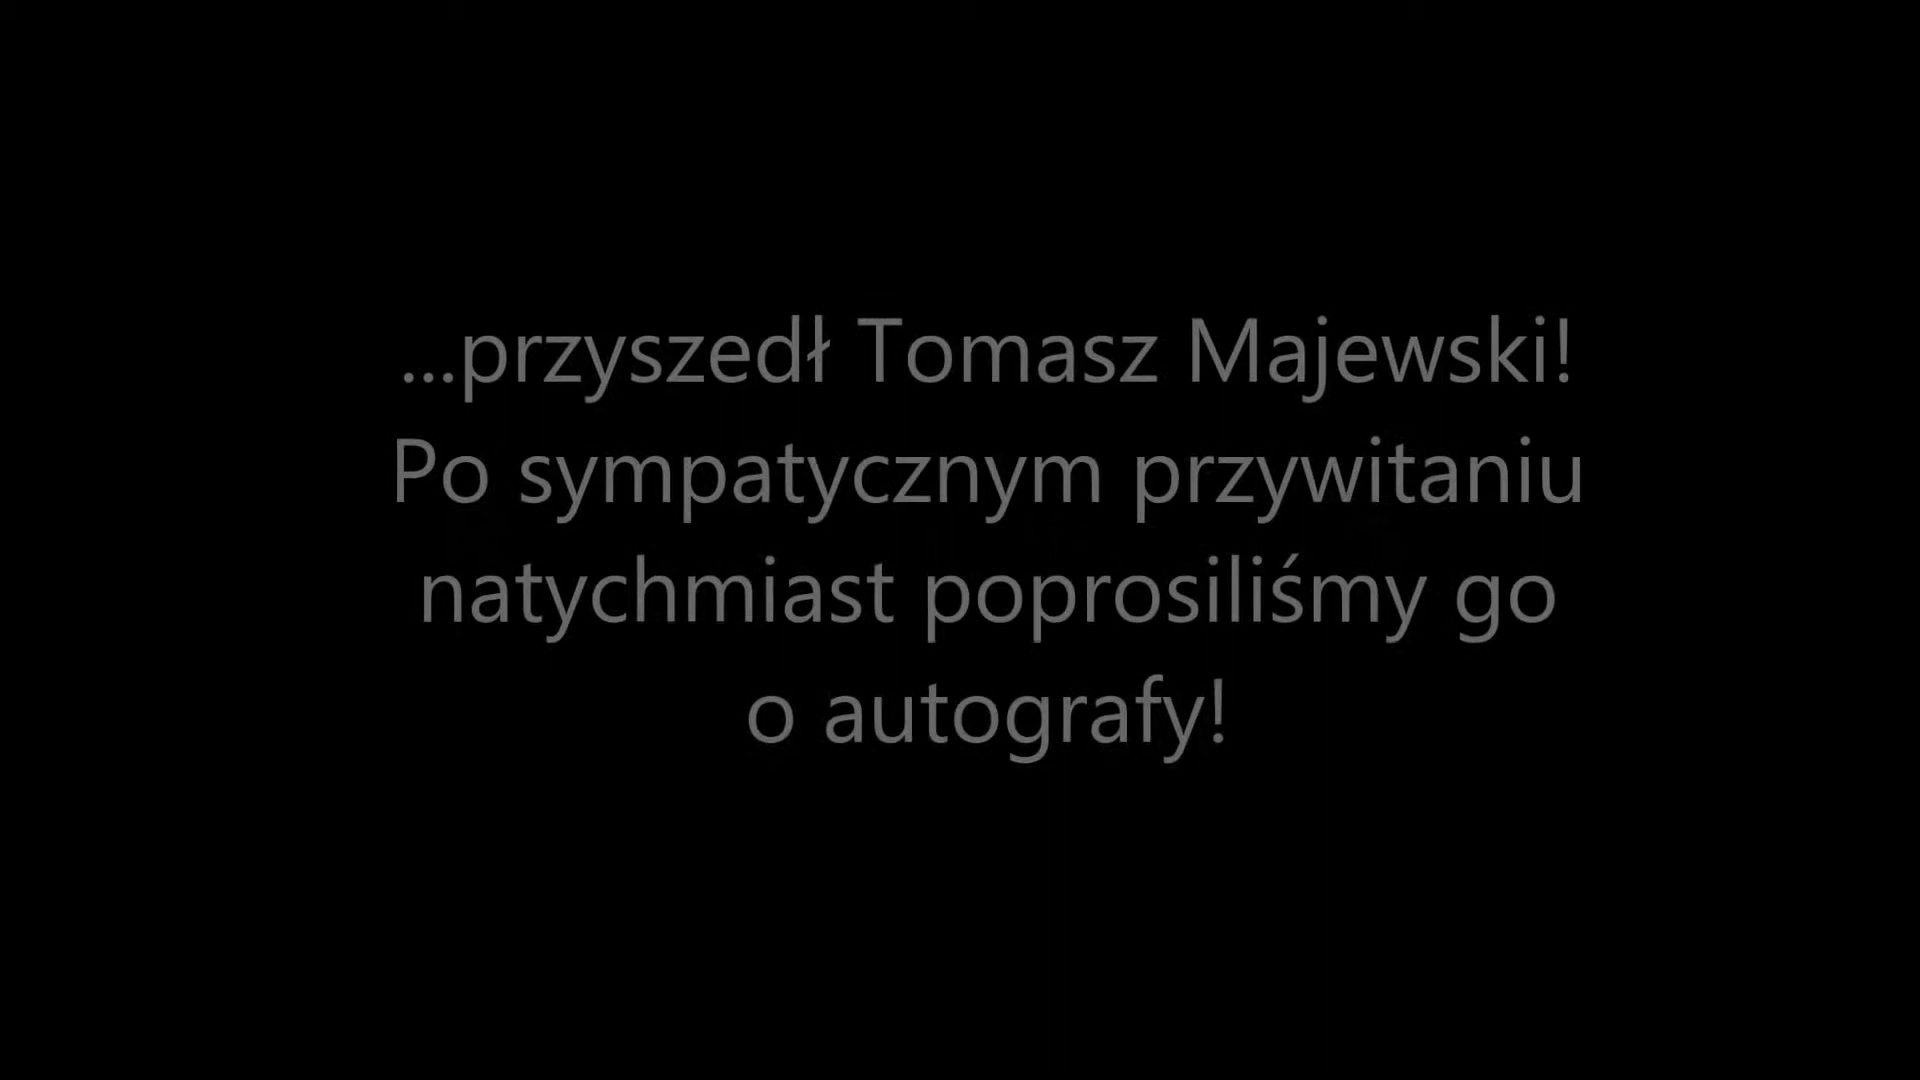 ...przyszedł Tomasz Majewski!
Po sympatycznym przywitaniu
natychmiast poprosiliśmy go
o autografy!